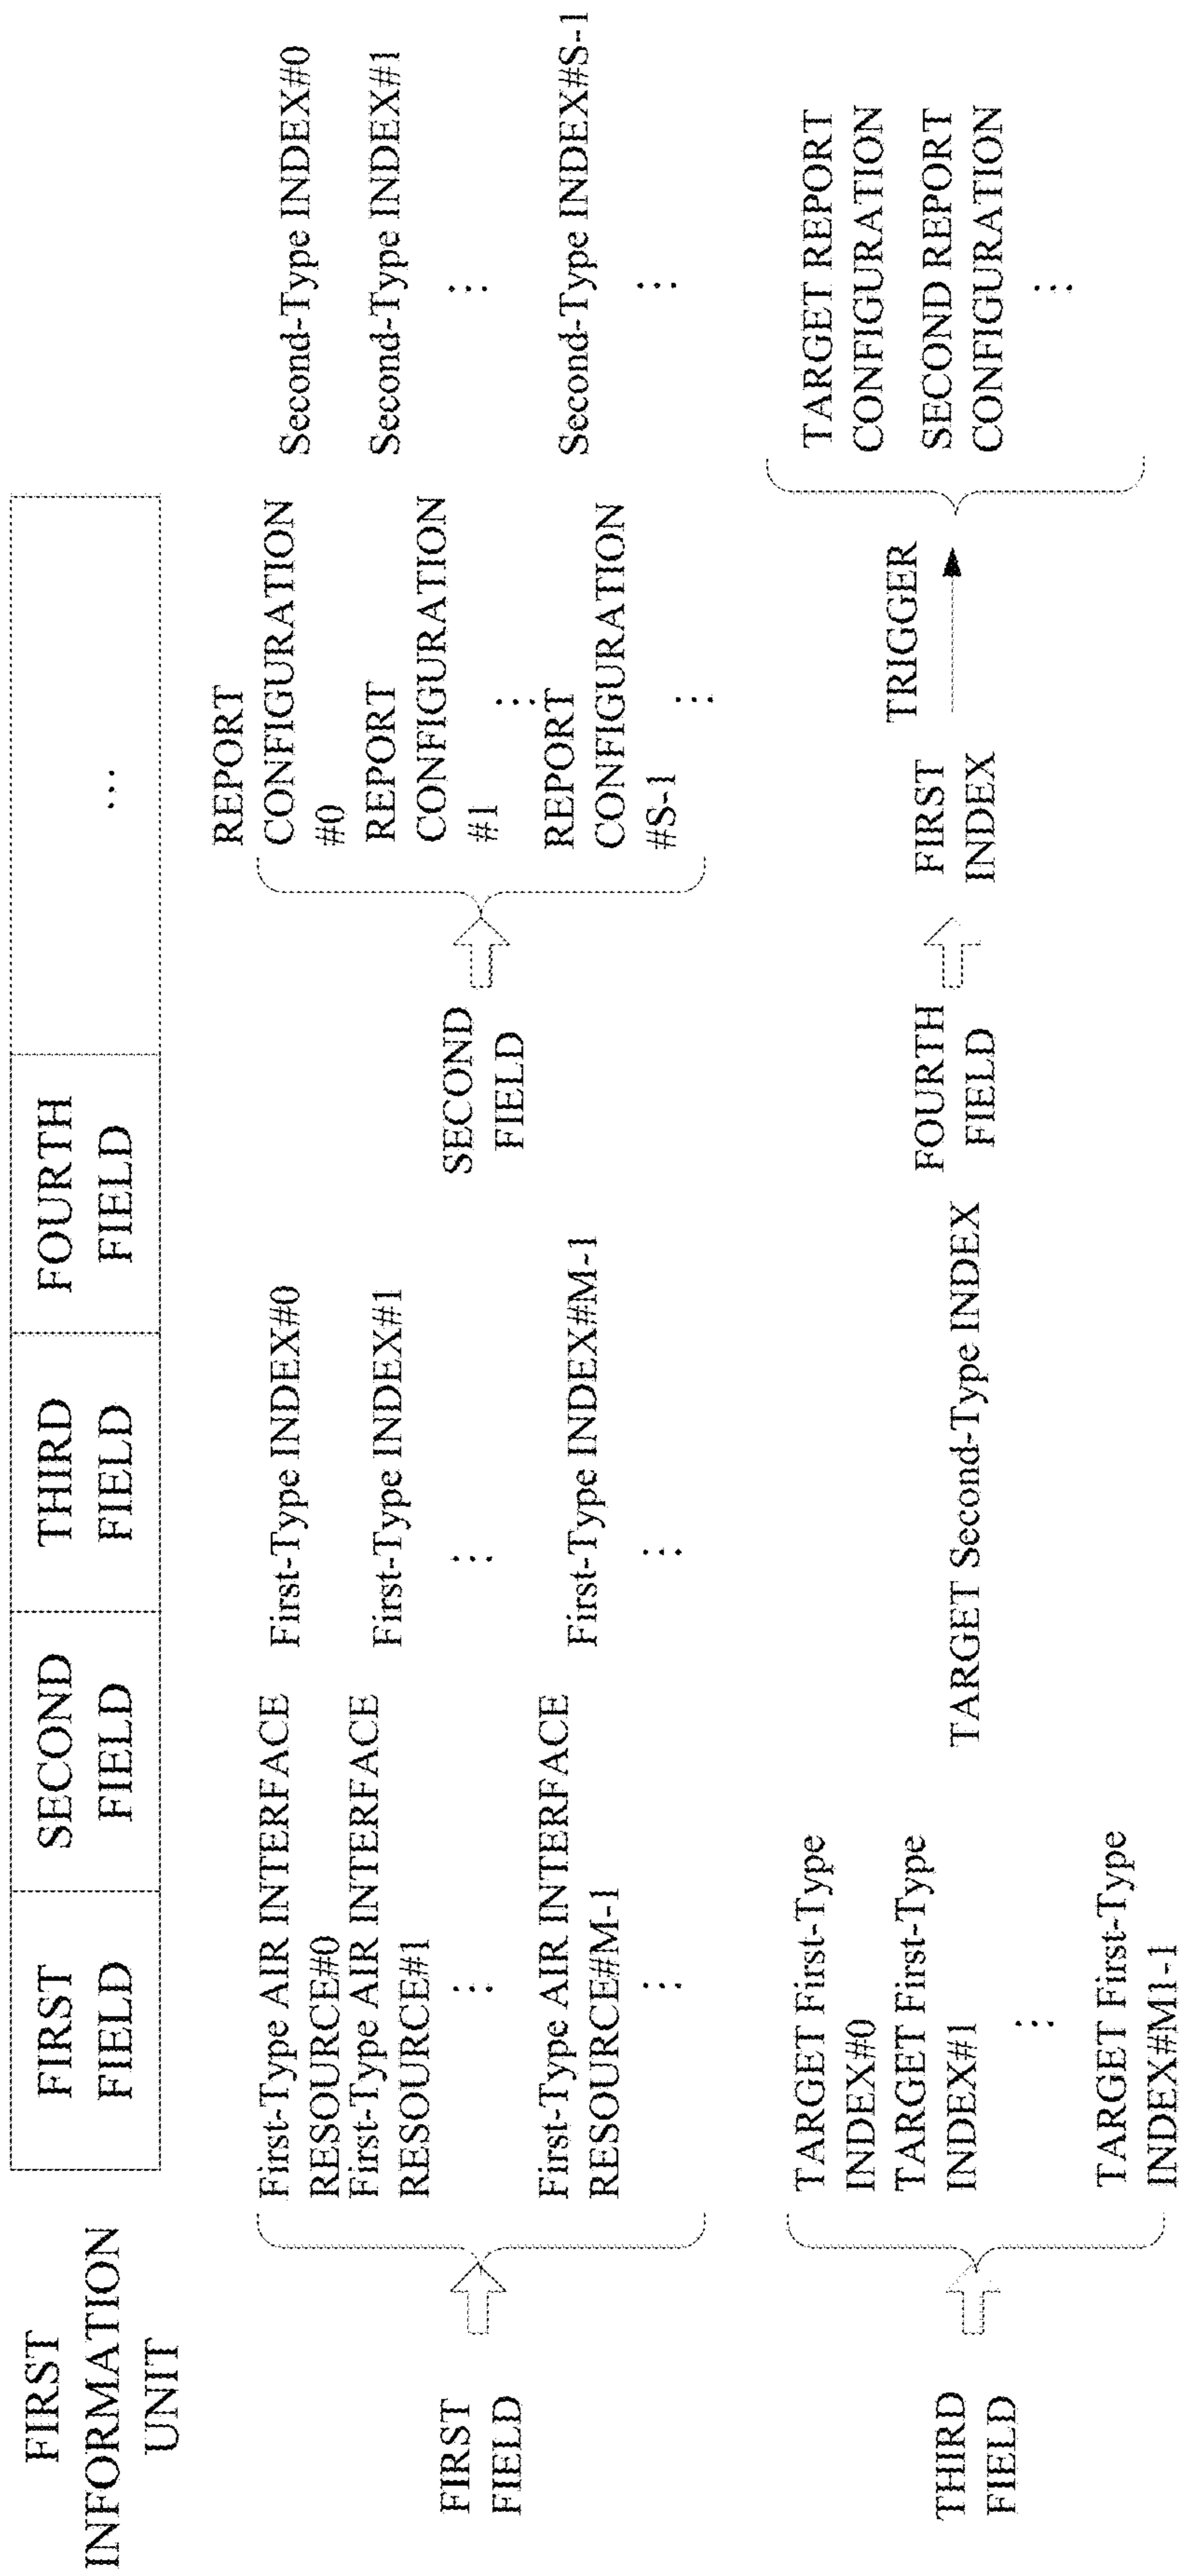 FIRST
INFORMATION
UNIT
FIRST
FIELD
SECOND
FIELD
THIRD
FIELD
FOURTH
FIELD
...
FIRST
FIELD
First-Type AIR INTERFACE
RESOURCE#0
First-Type AIR INTERFACE
RESOURCE#1
...
First-Type AIR INTERFACE
RESOURCE#M-1
...
First-Type INDEX#0
First-Type INDEX#1
...
First-Type INDEX#M-1
...
SECOND
FIELD
REPORT
CONFIGURATION
#0
REPORT
CONFIGURATION
#1
...
REPORT
CONFIGURATION
#S-1
...
Second-Type INDEX#0
Second-Type INDEX#1
...
Second-Type INDEX#S-1
...
THIRD
FIELD
TARGET First-Type
INDEX#0
TARGET First-Type
INDEX#1
...
TARGET First-Type
INDEX#M1-1
TARGET Second-Type INDEX
FOURTH
FIELD
FIRST
INDEX
TRIGGER
TARGET REPORT
CONFIGURATION
SECOND REPORT
CONFIGURATION
...